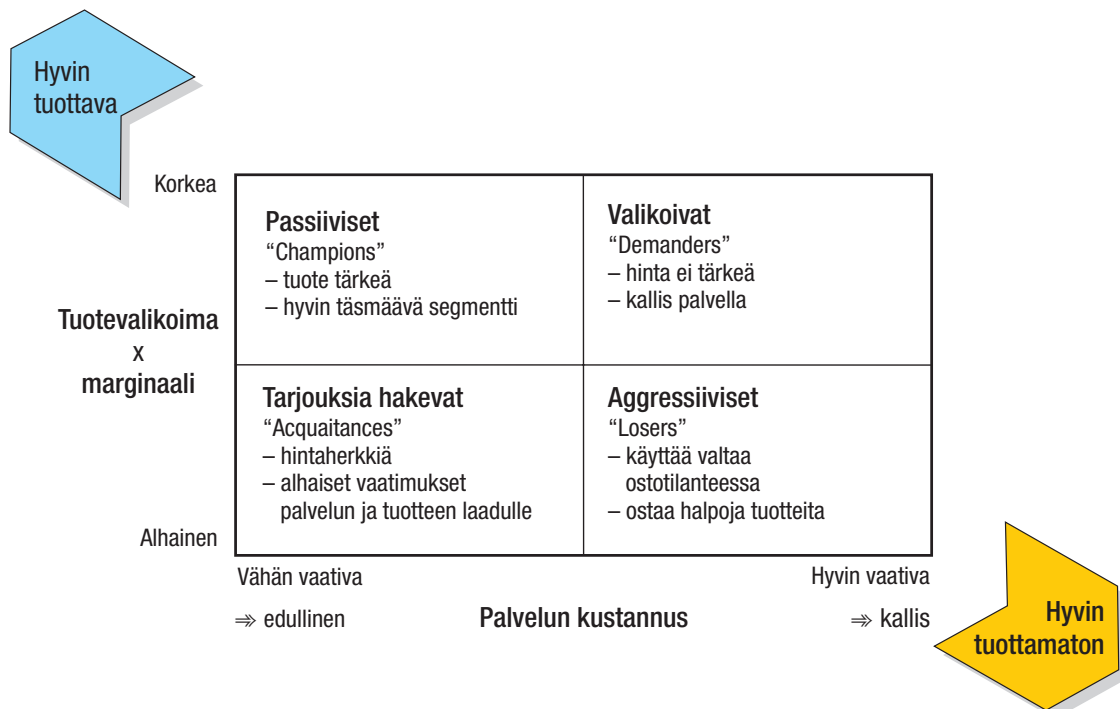 Hyvin
tuottava
Korkea
Passiiviset
“Champions”
– tuote tärkeä
– hyvin täsmäävä segmentti
Valikoivat
“Demanders”
– hinta ei tärkeä
– kallis palvella
Tuotevalikoima
x
marginaali
Tarjouksia hakevat
“Acquaitances”
– hintaherkkiä
– alhaiset vaatimukset
palvelun ja tuotteen laadulle
Aggressiiviset
“Losers”
– käyttää valtaa
ostotilanteessa
– ostaa halpoja tuotteita
Alhainen
Vähän vaativa
Hyvin vaativa
⇒ edullinen
Palvelun kustannus
⇒ kallis
Hyvin
tuottamaton